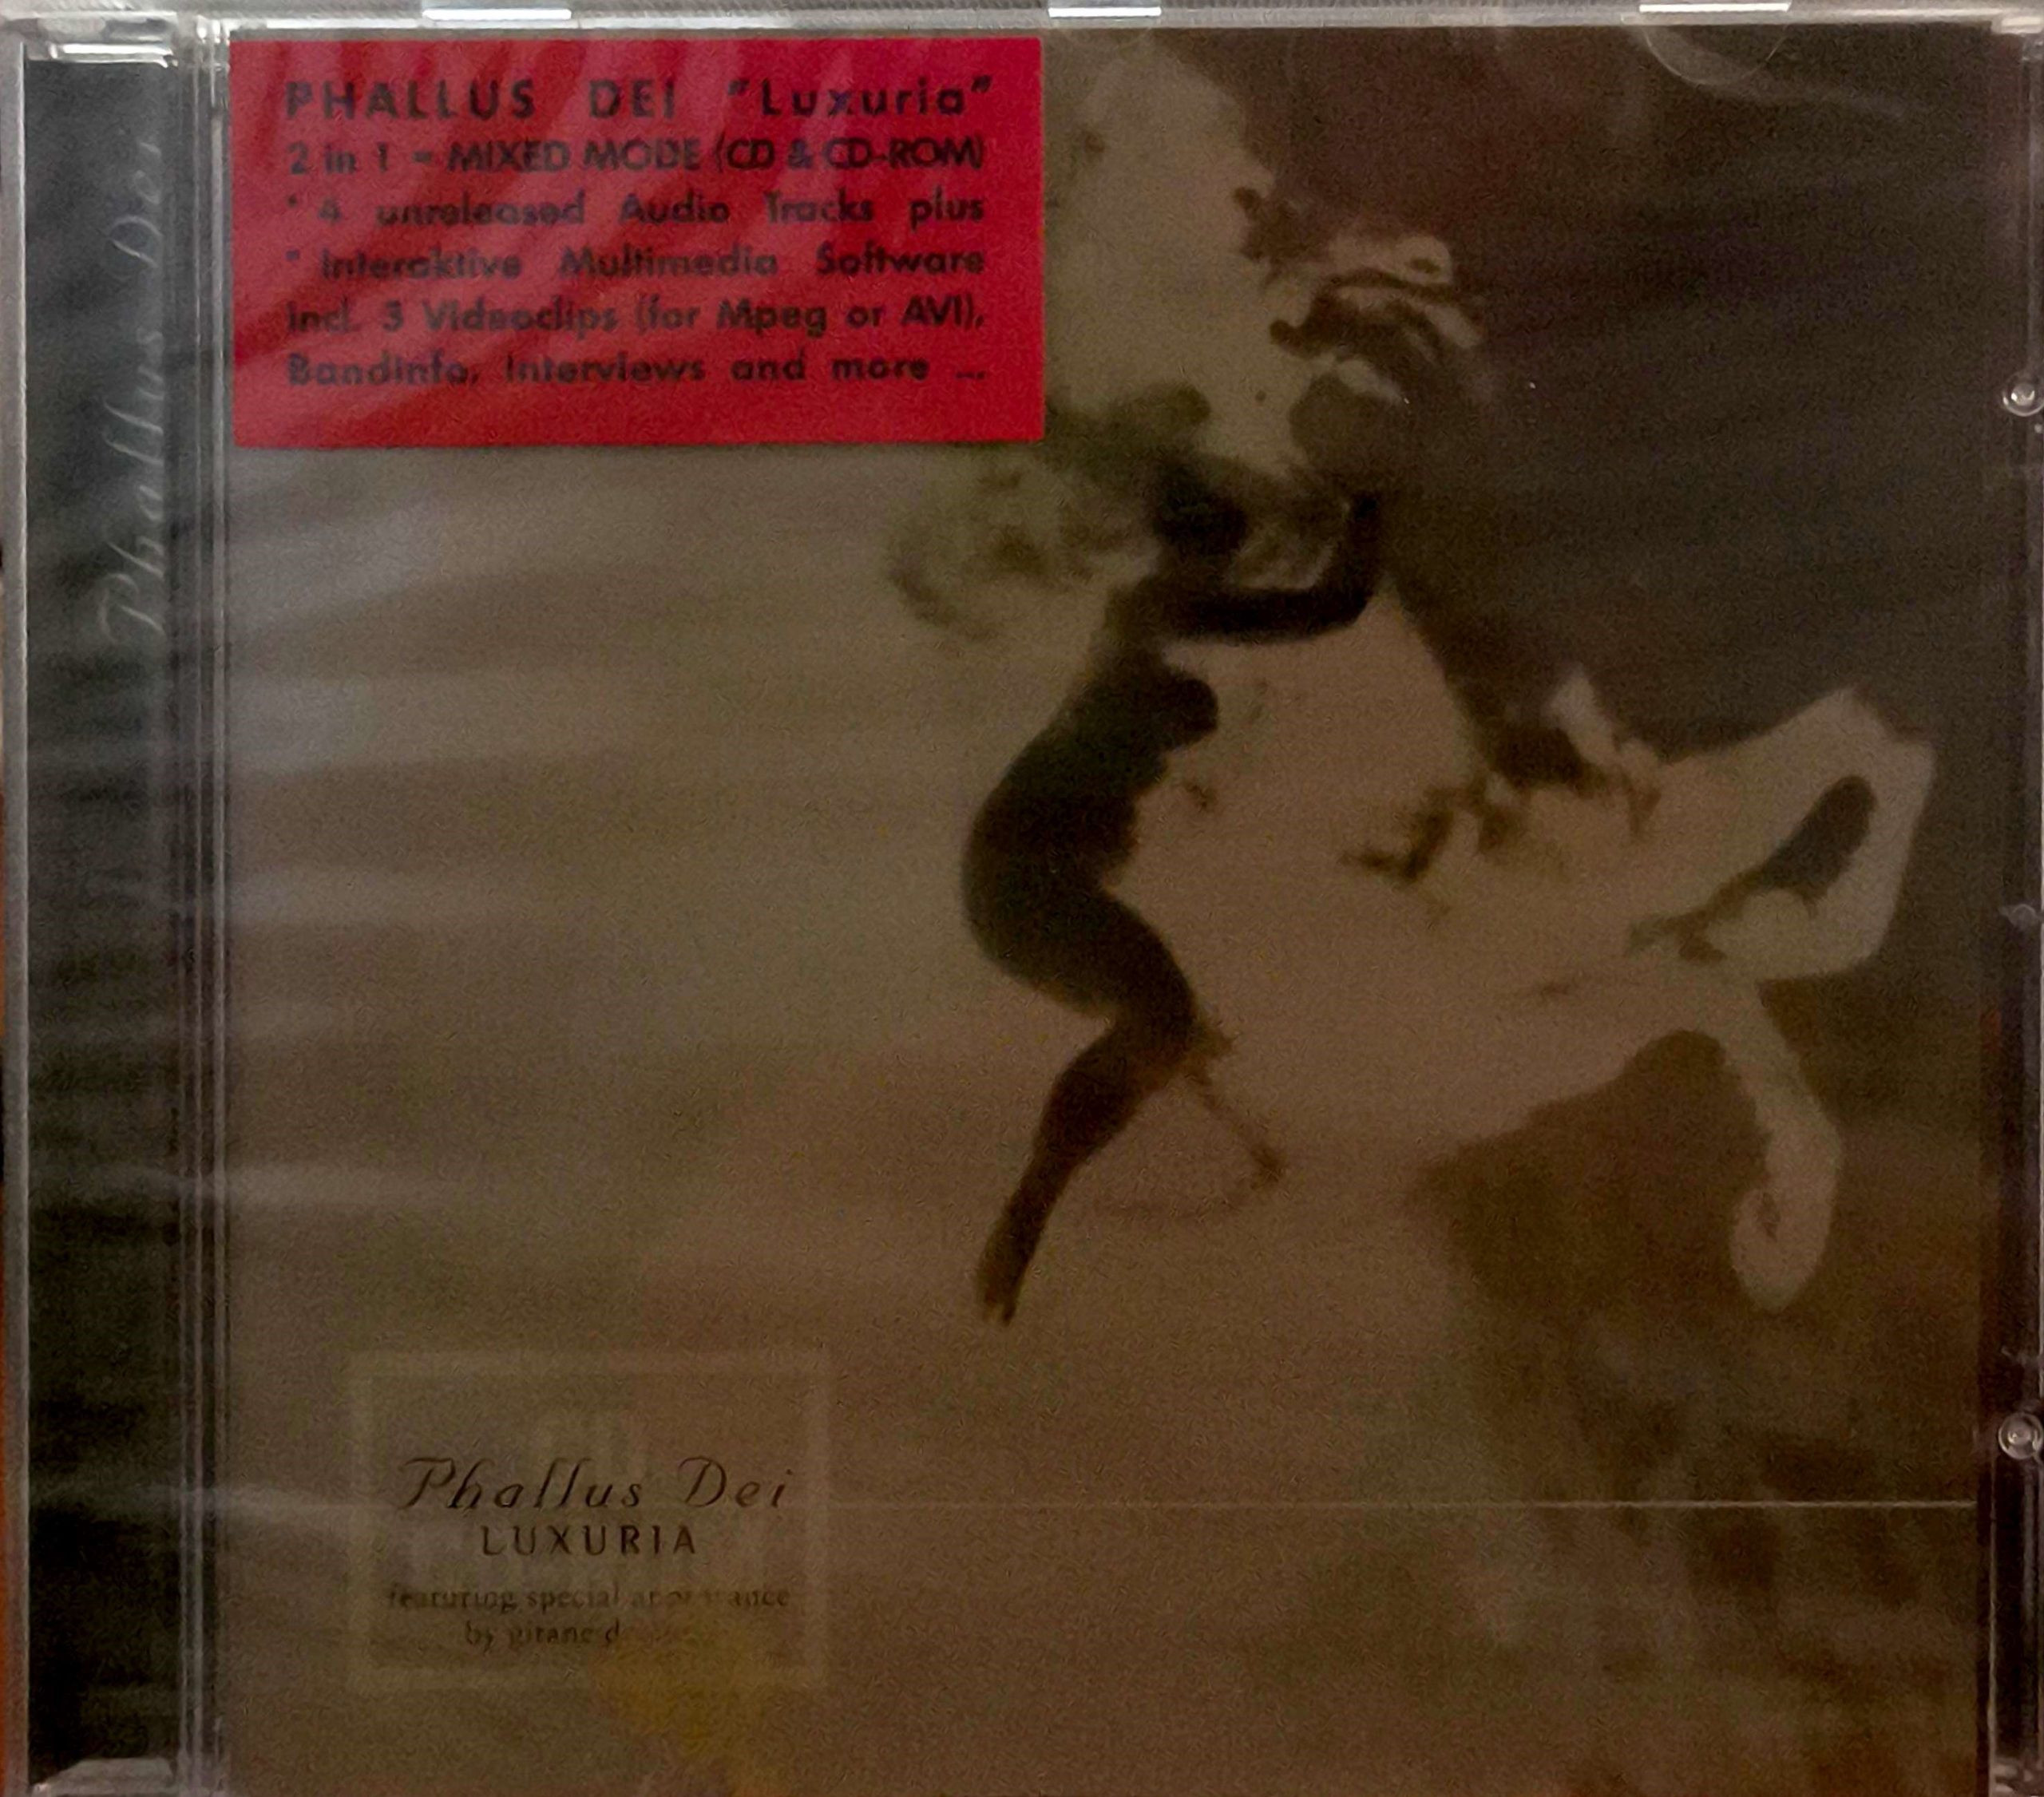 PHALLUS DEI "Luxuria"
2 in 1 = MIXED MODE (CD & CD-ROM)
* 4 unreleased Audio Tracks plus
* Interaktive Multimedia Software
incl. 3 Videoclips (for Mpeg or AVI),
BandInfo, Interviews and more ...
Phallus Dei
Phallus Dei
LUXURIA
featuring special appearance
by gitane